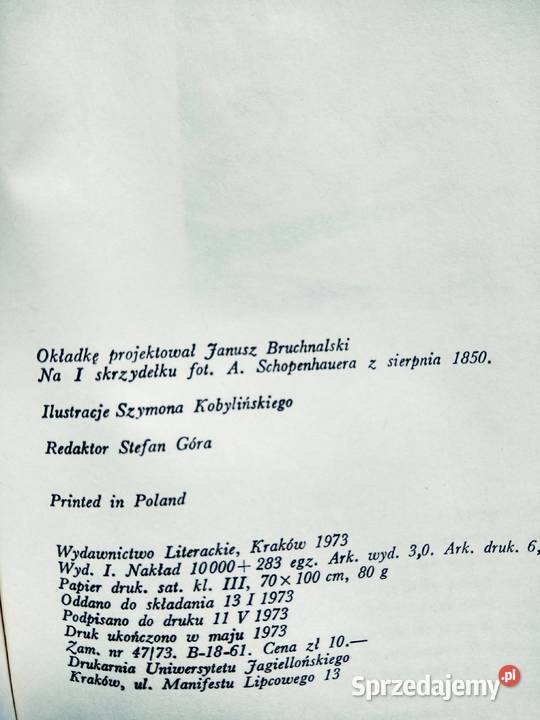 Okładkę projektował Janusz Bruchnalski
Na I skrzydełku fot. A. Schopenhauera z sierpnia 1850.
Ilustracje Szymona Kobylińskiego
Redaktor Stefan Góra
Printed in Poland
Wydawnictwo Literackie, Kraków 1973
Wyd. I. Nakład 10 000 + 283 egz. Ark. wyd. 3,0. Ark. druk. 6,
Papier druk. sat. kl. III, 70 × 100 cm, 80 g
Oddano do składania 13 I 1973
Podpisano do druku 11 V 1973
Druk ukończono w maju 1973
Zam. nr 47/73. B-18-61. Cena zł 10.—
Drukarnia Uniwersytetu Jagiellońskiego
Kraków, ul. Manifestu Lipcowego 13
Sprzedajemy.pl